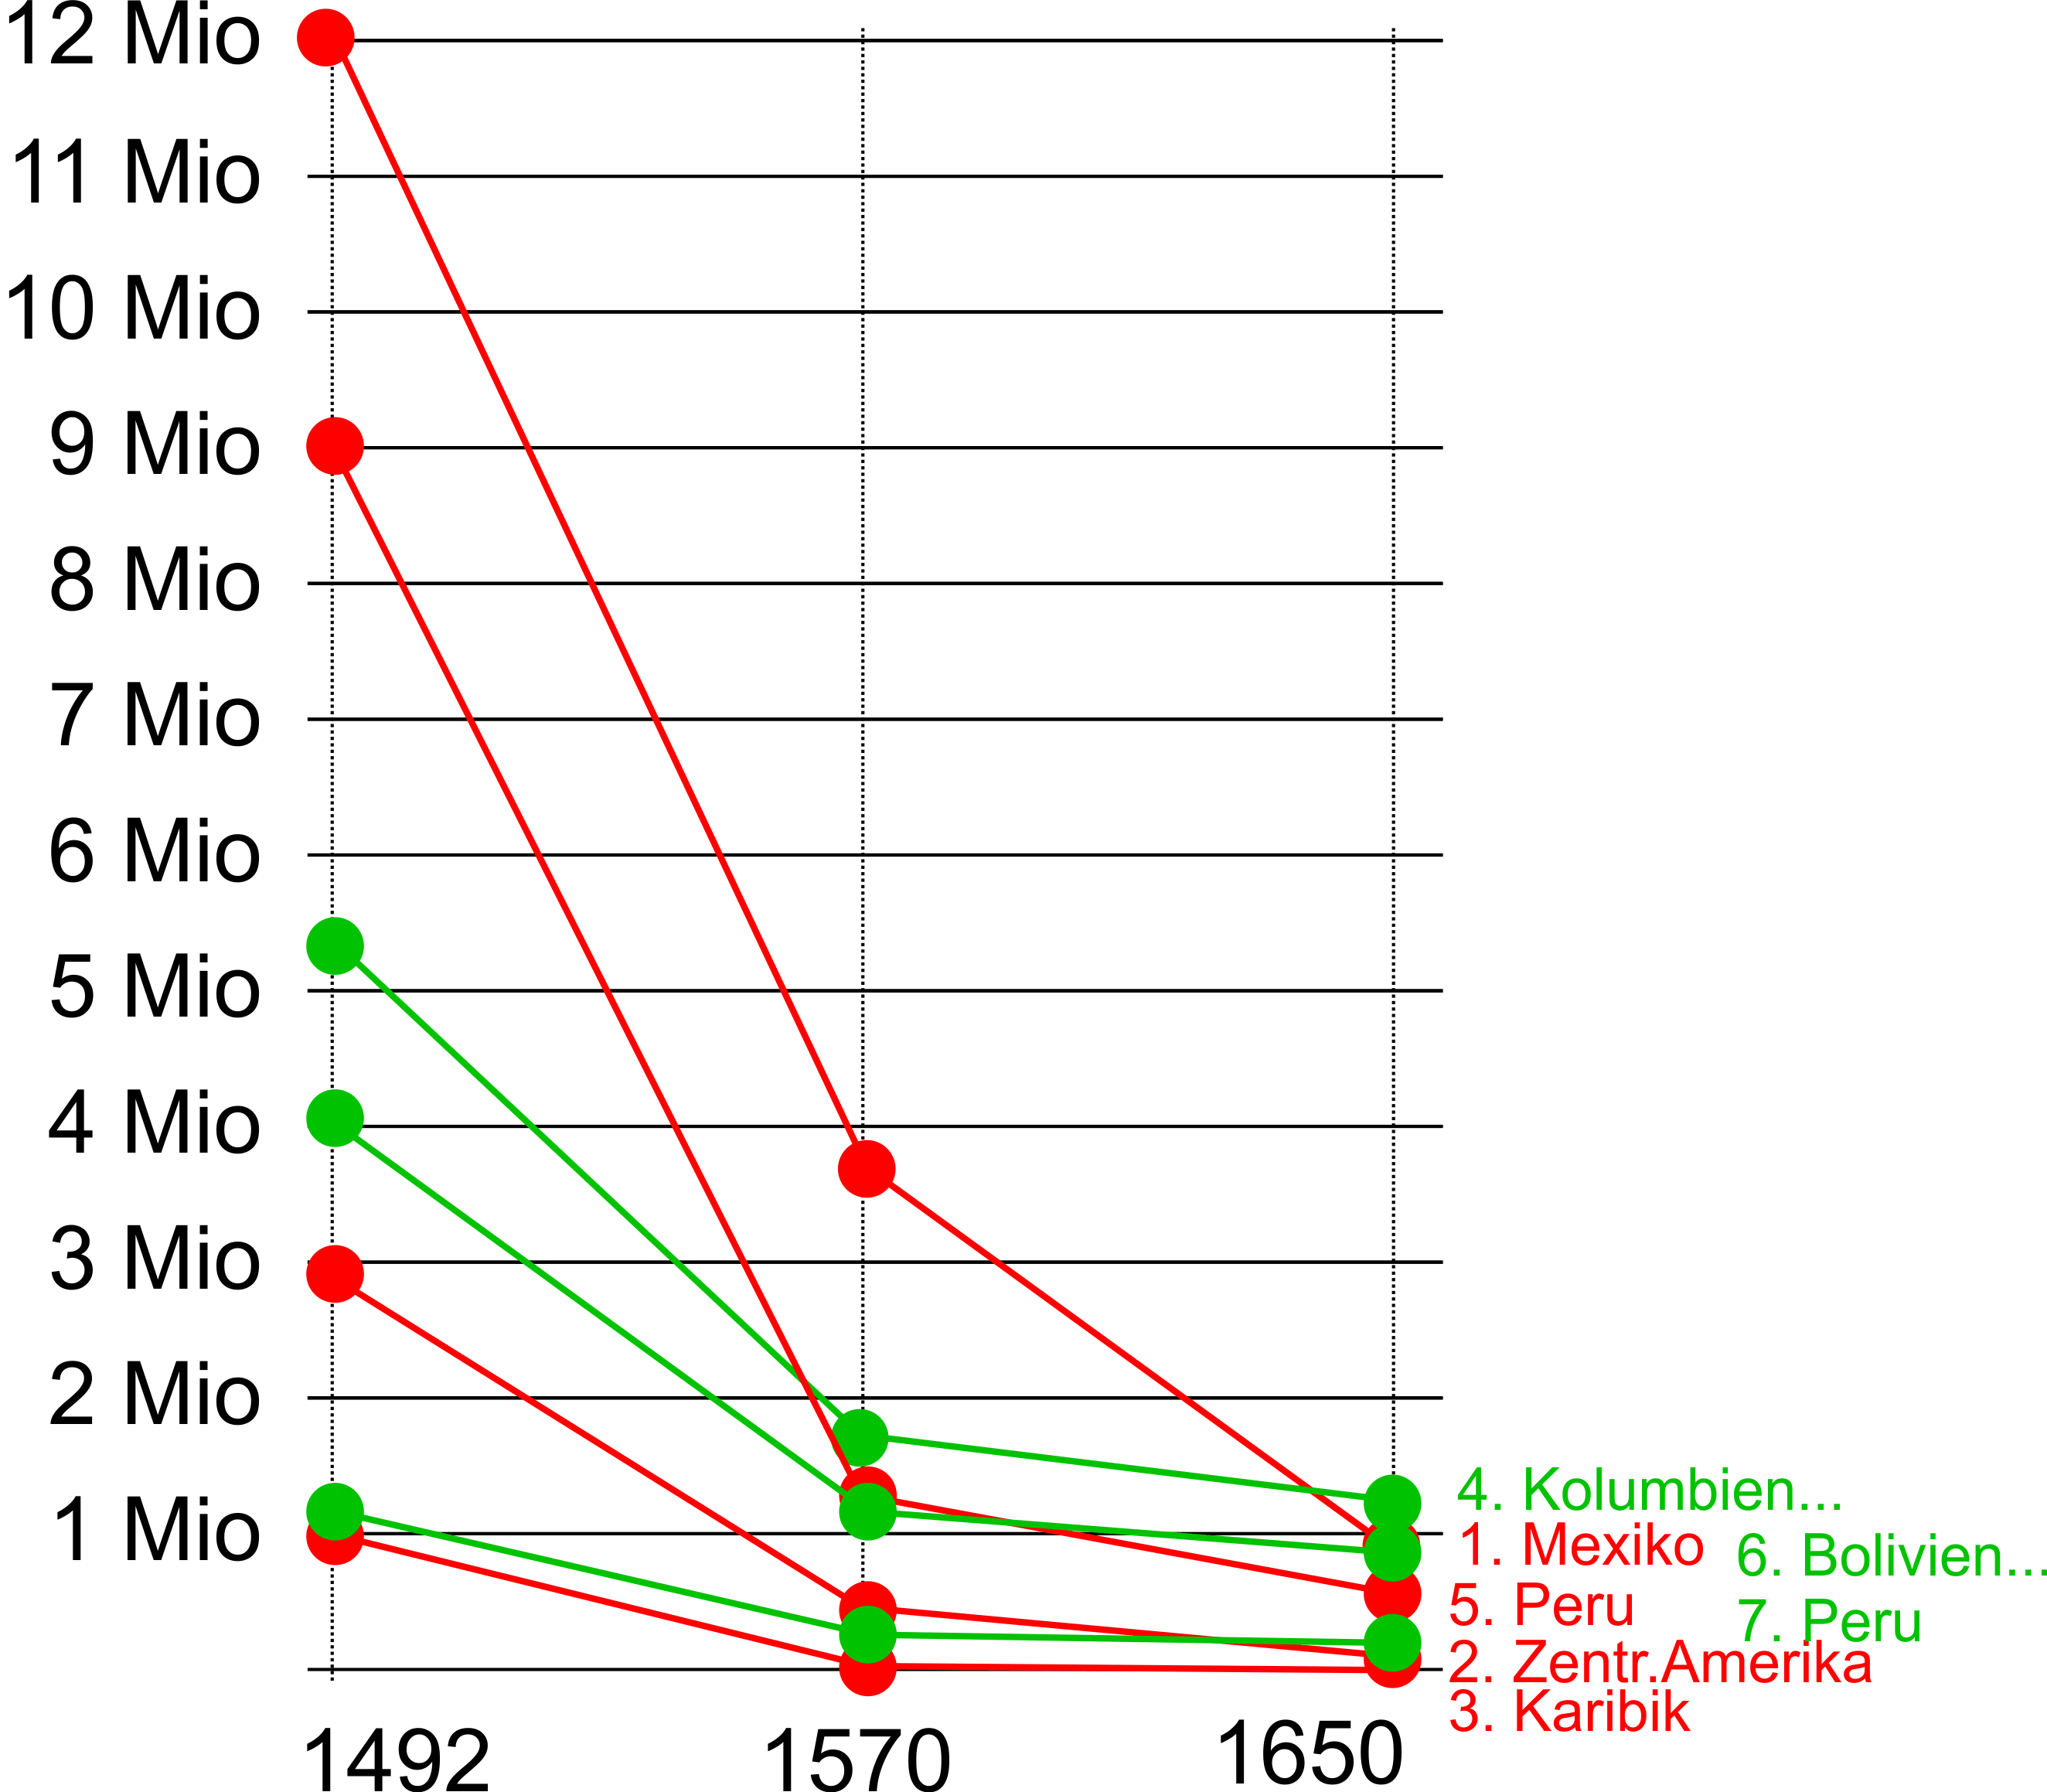 12 Mio
11 Mio
10 Mio
9 Mio
8 Mio
7 Mio
6 Mio
5 Mio
4 Mio
3 Mio
2 Mio
1 Mio
4. Kolumbien...
1. Mexiko
6. Bolivien...
5. Peru
7. Peru
2. Zentr.Amerika
3. Karibik
1492
1570
1650